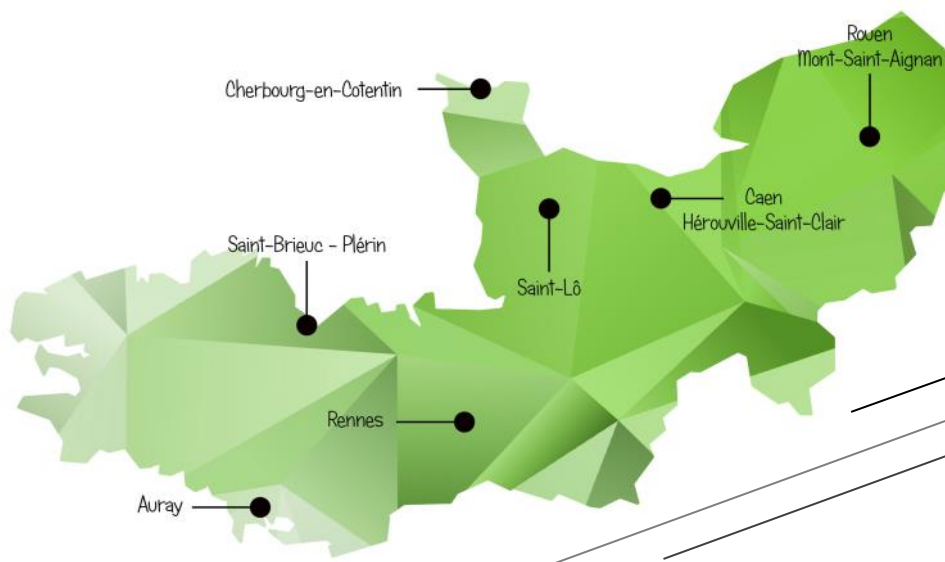 Rouen
Mont-Saint-Aignan
Cherbourg-en-Cotentin
Caen
Hérouville-Saint-Clair
Saint-Brieuc - Plérin
Saint-Lô
Rennes
Auray